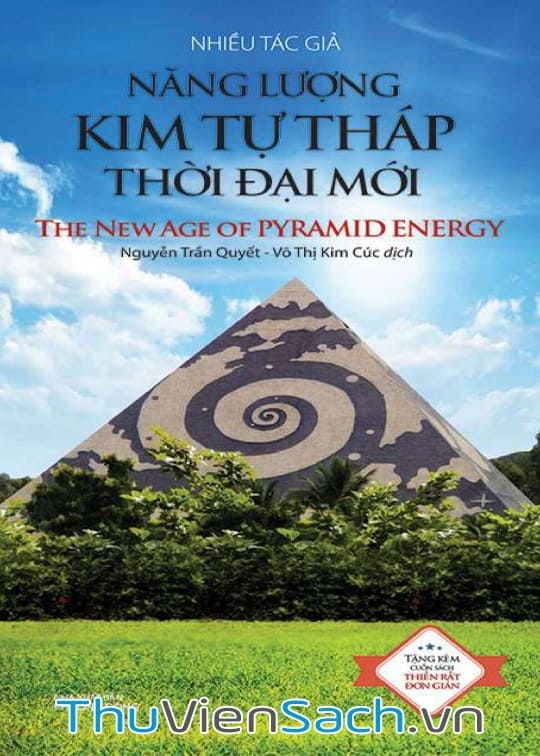 NHIỀU TÁC GIẢ
NĂNG LƯỢNG
KIM TỰ THÁP
THỜI ĐẠI MỚI
THE NEW AGE OF PYRAMID ENERGY
Nguyễn Trần Quyết - Võ Thị Kim Cúc dịch
TẶNG KÈM
CUỐN SÁCH
THIỀN RẤT
ĐƠN GIẢN
ThuVienSach.vn